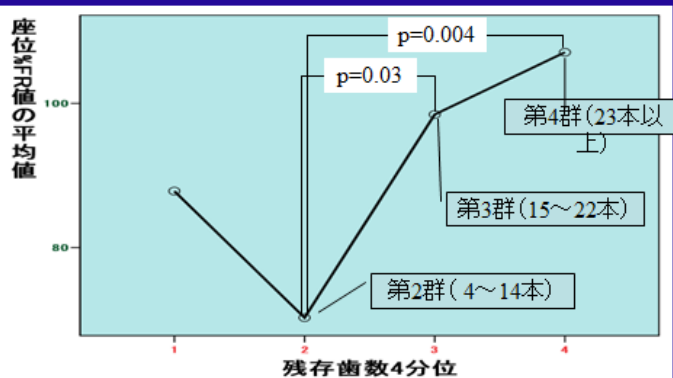 座位%FR値の平均値
p=0.004
p=0.03
100
80
第4群(23本以
上)
第3群(15～22本)
第2群( 4～14本)
1 2 3 4
残存歯数4分位